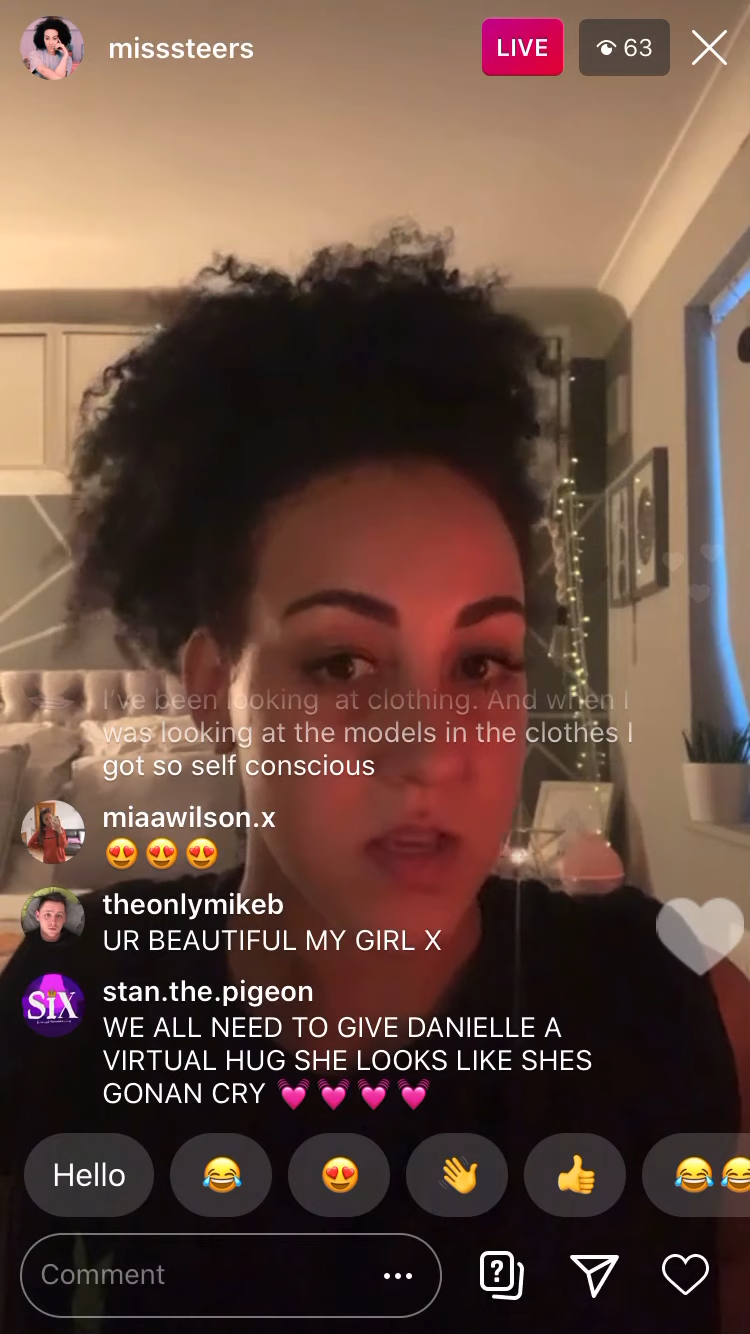 misssteers
LIVE
63
I've been looking at clothing. And when I
was looking at the models in the clothes I
got so self conscious
miaawilson.x
😍😍😍
theonlymikeb
UR BEAUTIFUL MY GIRL X
SIX
stan.the.pigeon
WE ALL NEED TO GIVE DANIELLE A
VIRTUAL HUG SHE LOOKS LIKE SHES
GONAN CRY 💓💓💓💓
Hello 😂 😍 👋 👍 😂😂
Comment